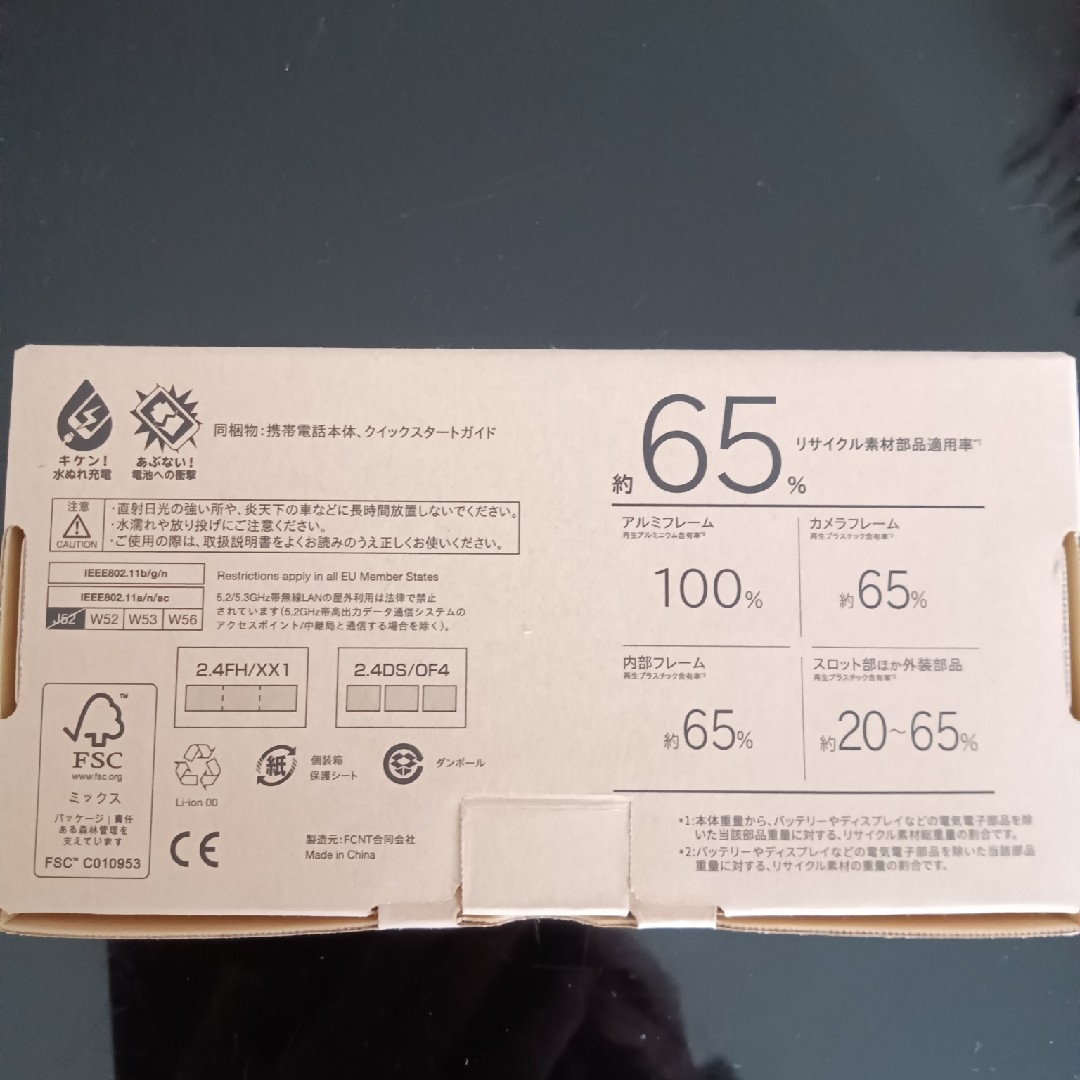 キケン!
水ぬれ充電
あぶない!
電池への衝撃
同梱物:携帯電話本体、クイックスタートガイド
注意
CAUTION
・直射日光の強い所や、炎天下の車などに長時間放置しないでください。
・水濡れや放り投げにご注意ください。
・ご使用の際は、取扱説明書をよくお読みのうえ正しくお使いください。
IEEE802.11b/g/n
IEEE802.11a/n/ac
J52 W52 W53 W56
Restrictions apply in all EU Member States
5.2/5.3GHz帯無線LANの屋外利用は法律で禁止
されています(5.2GHz帯高出力データ通信システムの
アクセスポイント/中継局と通信する場合を除く)。
2.4FH/XX1
2.4DS/OF4
FSC™
www.fsc.org
ミックス
パッケージ|責任
ある森林管理を
支えています
FSC™ C010953
Li-ion 00
紙
個装箱
保護シート
ダンボール
CE
製造元:FCNT合同会社
Made in China
約65%
リサイクル素材部品適用率*1
アルミフレーム
再生アルミニウム含有率*2
100%
カメラフレーム
再生プラスチック含有率*2
約65%
内部フレーム
再生プラスチック含有率*2
約65%
スロット部ほか外装部品
再生プラスチック含有率*2
約20~65%
*1:本体重量から、バッテリーやディスプレイなどの電気電子部品を除
いた当該部品重量に対する、リサイクル素材総重量の割合です。
*2:バッテリーやディスプレイなどの電気電子部品を除いた当該部品
重量に対する、リサイクル素材の重量の割合です。